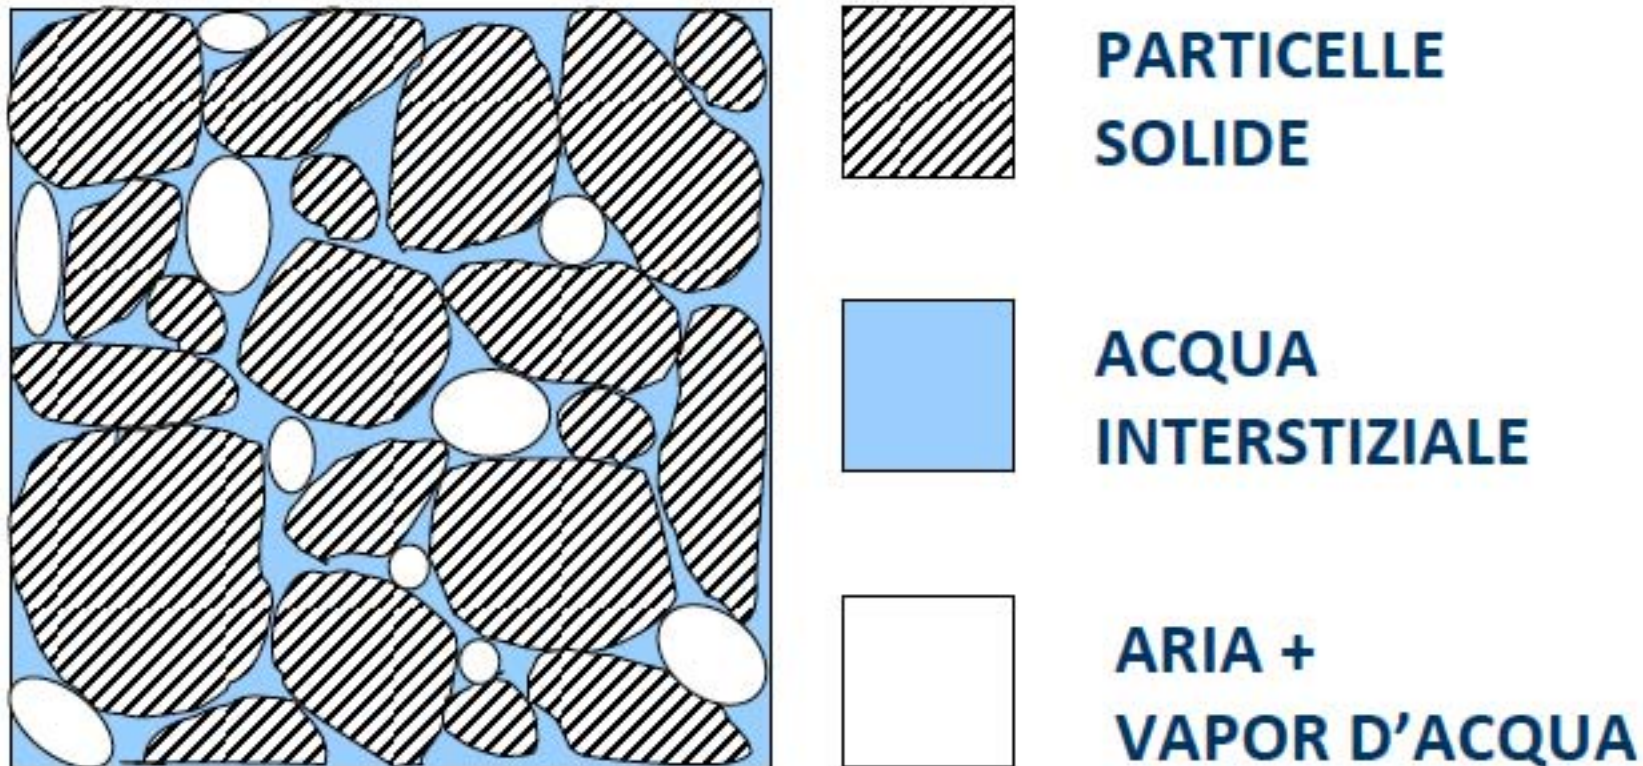 PARTICELLE
SOLIDE
ACQUA
INTERSTIZIALE
ARIA +
VAPOR D’ACQUA